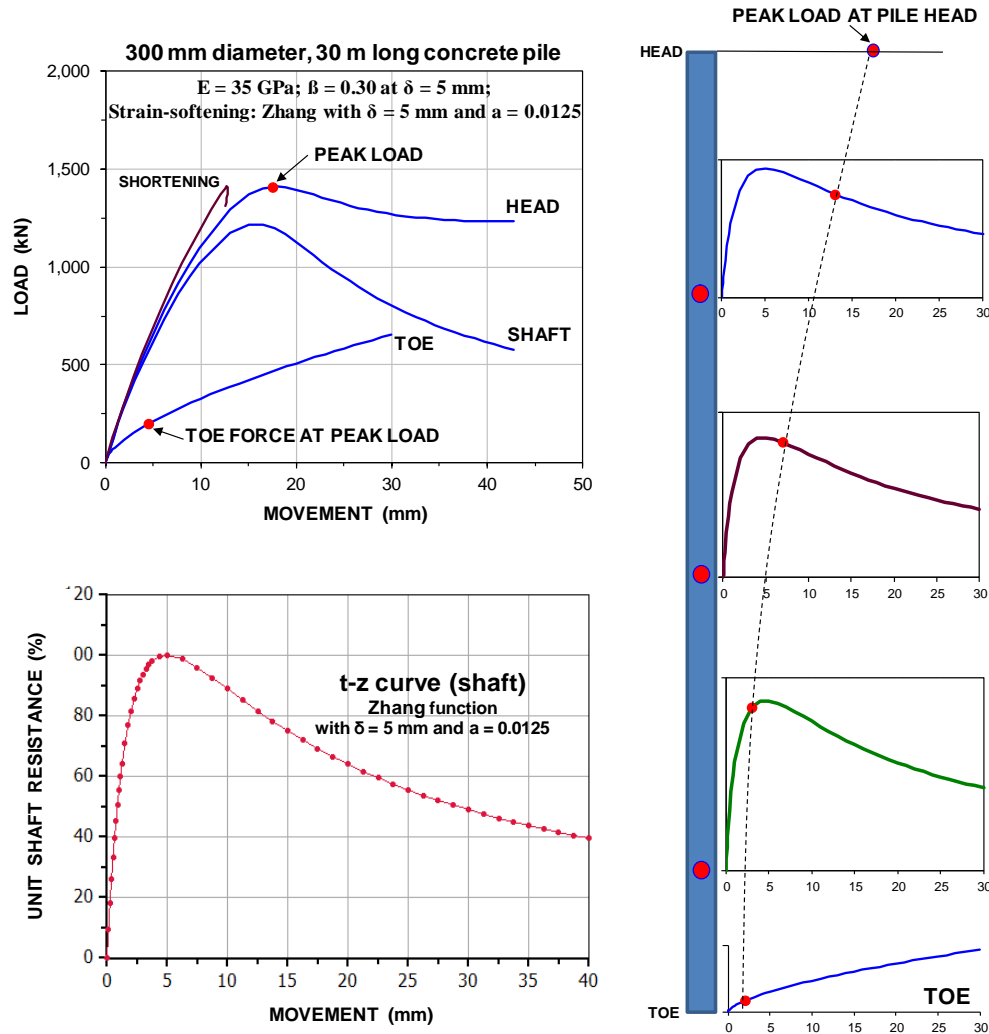 300 mm diameter, 30 m long concrete pile
2,000
1,500
1,000
500
0
LOAD (kN)
E = 35 GPa; ß = 0.30 at δ = 5 mm;
Strain-softening: Zhang with δ = 5 mm and a = 0.0125
SHORTENING
PEAK LOAD
HEAD
SHAFT
TOE
TOE FORCE AT PEAK LOAD
0 10 20 30 40 50
MOVEMENT (mm)
20
00
80
60
40
20
0
UNIT SHAFT RESISTANCE (%)
t-z curve (shaft)
Zhang function
with δ = 5 mm and a = 0.0125
0 5 10 15 20 25 30 35 40
MOVEMENT (mm)
PEAK LOAD AT PILE HEAD
HEAD
0 5 10 15 20 25 30
0 5 10 15 20 25 30
0 5 10 15 20 25 30
TOE
0 5 10 15 20 25 30
TOE